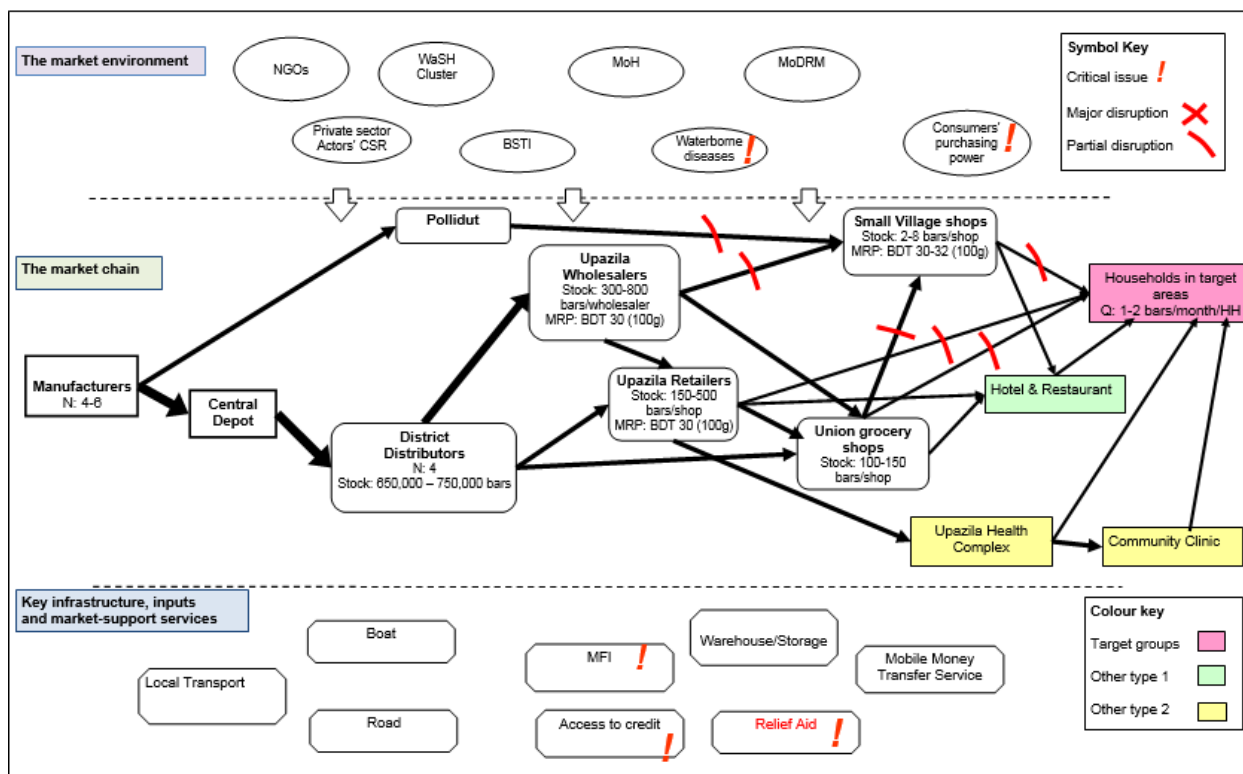 The market environment
NGOs
WaSH
Cluster
MoH
MoDRM
Private sector
Actors' CSR
BSTI
Waterborne
diseases
Consumers'
purchasing
power
Symbol Key
Critical issue
Major disruption
Partial disruption
The market chain
Pollidut
Small Village shops
Stock: 2-8 bars/shop
MRP: BDT 30-32 (100g)
Upazila
Wholesalers
Stock: 300-800
bars/wholesaler
MRP: BDT 30 (100g)
Households in target
areas
Q: 1-2 bars/month/HH
Manufacturers
N: 4-6
Central
Depot
Upazila Retailers
Stock: 150-500
bars/shop
MRP: BDT 30 (100g)
Hotel & Restaurant
District
Distributors
N: 4
Stock: 650,000 – 750,000 bars
Union grocery
shops
Stock: 100-150
bars/shop
Upazila Health
Complex
Community Clinic
Key infrastructure, inputs
and market-support services
Boat
Local Transport
Road
MFI
Access to credit
Warehouse/Storage
Relief Aid
Mobile Money
Transfer Service
Colour key
Target groups
Other type 1
Other type 2